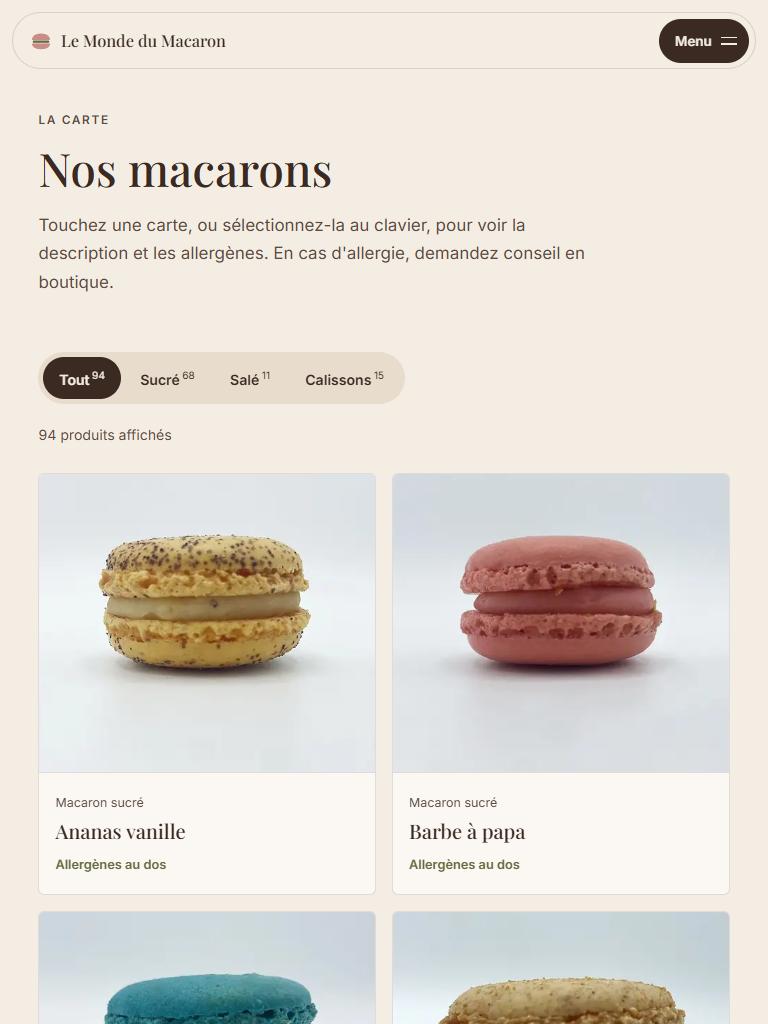 Le Monde du Macaron
Menu
LA CARTE
Nos macarons
Touchez une carte, ou sélectionnez-la au clavier, pour voir la
description et les allergènes. En cas d'allergie, demandez conseil en
boutique.
Tout 94
Sucré 68
Salé 11
Calissons 15
94 produits affichés
Macaron sucré
Ananas vanille
Allergènes au dos
Macaron sucré
Barbe à papa
Allergènes au dos